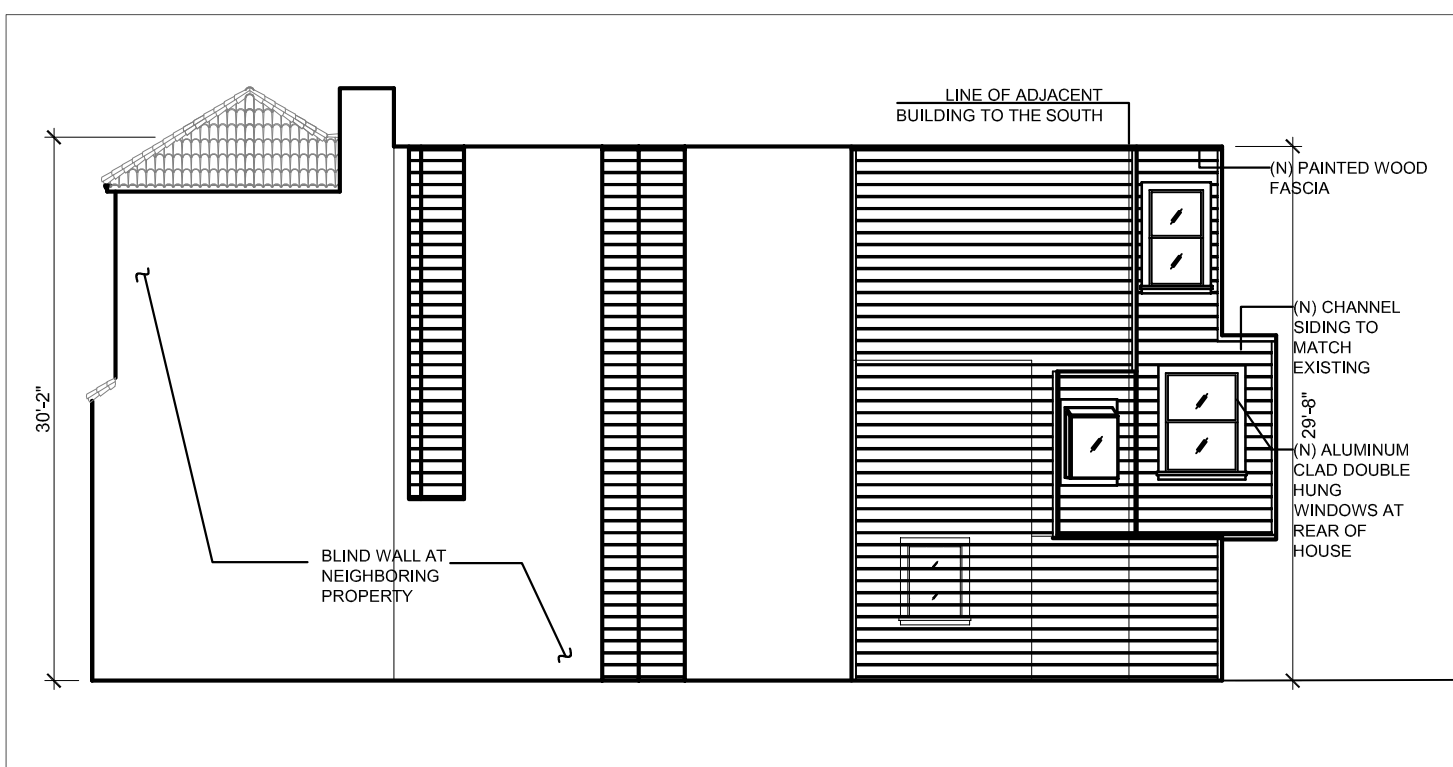 LINE OF ADJACENT
BUILDING TO THE SOUTH
(N) PAINTED WOOD
FASCIA
(N) CHANNEL
SIDING TO
MATCH
EXISTING
30'-2"
29'-8"
(N) ALUMINUM
CLAD DOUBLE
HUNG
WINDOWS AT
REAR OF
HOUSE
BLIND WALL AT
NEIGHBORING
PROPERTY